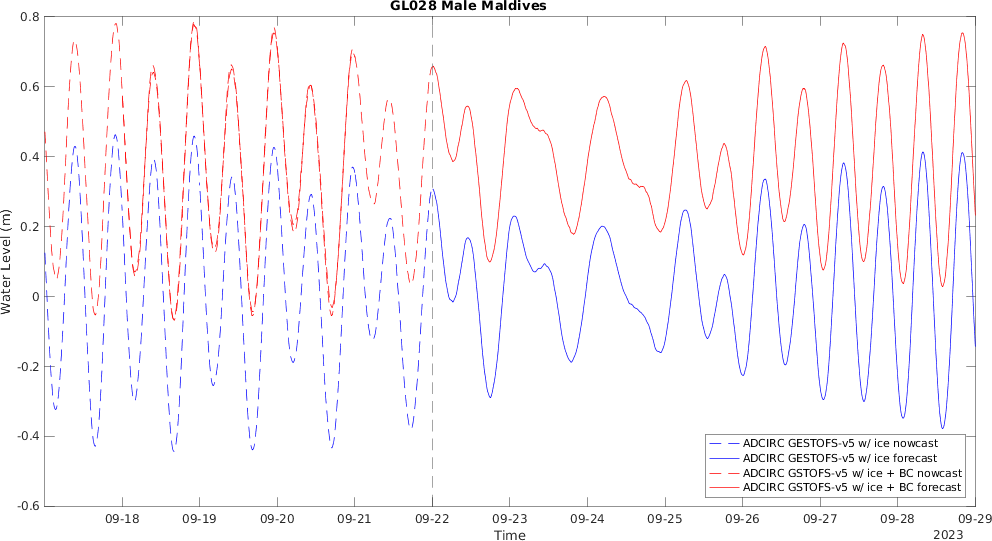 GL028 Male Maldives
0.8
0.6
0.4
0.2
0
-0.2
-0.4
-0.6
Water Level (m)
ADCIRC GESTOFS-v5 w/ ice nowcast
ADCIRC GESTOFS-v5 w/ ice forecast
ADCIRC GSTOFS-v5 w/ ice + BC nowcast
ADCIRC GSTOFS-v5 w/ ice + BC forecast
09-18 09-19 09-20 09-21 09-22 09-23 09-24 09-25 09-26 09-27 09-28 09-29
Time
2023